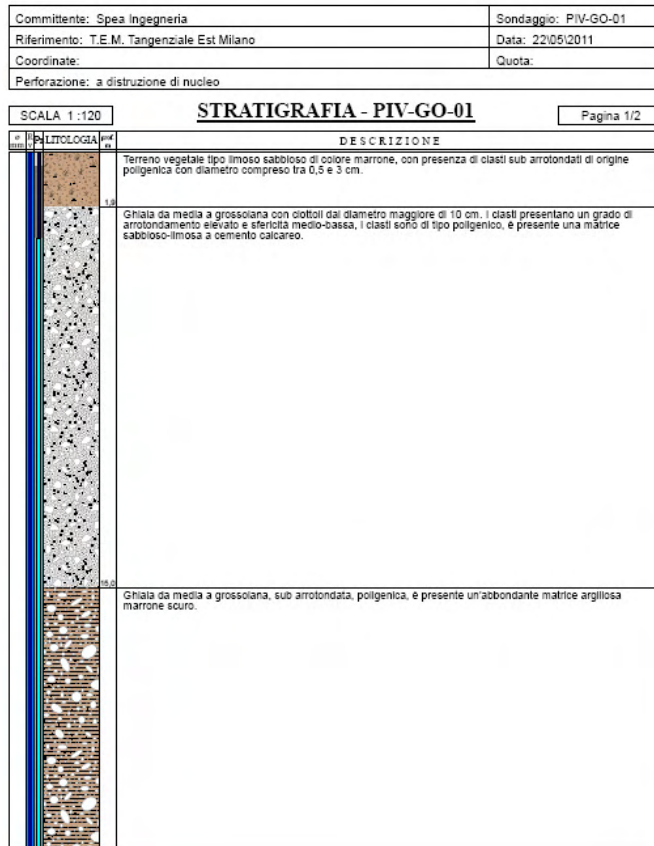 Committente: Spea Ingegneria
Sondaggio: PIV-GO-01
Riferimento: T.E.M. Tangenziale Est Milano
Data: 22\05\2011
Coordinate:
Quota:
Perforazione: a distruzione di nucleo
SCALA 1:120
STRATIGRAFIA - PIV-GO-01
Pagina 1/2
ø mm
R v
Pz
LITOLOGIA
prof. m
DESCRIZIONE
Terreno vegetale tipo limoso sabbioso di colore marrone, con presenza di clasti sub arrotondati di origine
poligenica con diametro compreso tra 0,5 e 3 cm.
Ghiaia da media a grossolana con ciottoli dal diametro maggiore di 10 cm. I clasti presentano un grado di
arrotondamento elevato e sfericità medio-bassa, i clasti sono di tipo poligenico, è presente una matrice
sabbioso-limosa a cemento calcareo.
15,0
Ghiaia da media a grossolana, sub arrotondata, poligenica, è presente un'abbondante matrice argillosa
marrone scuro.